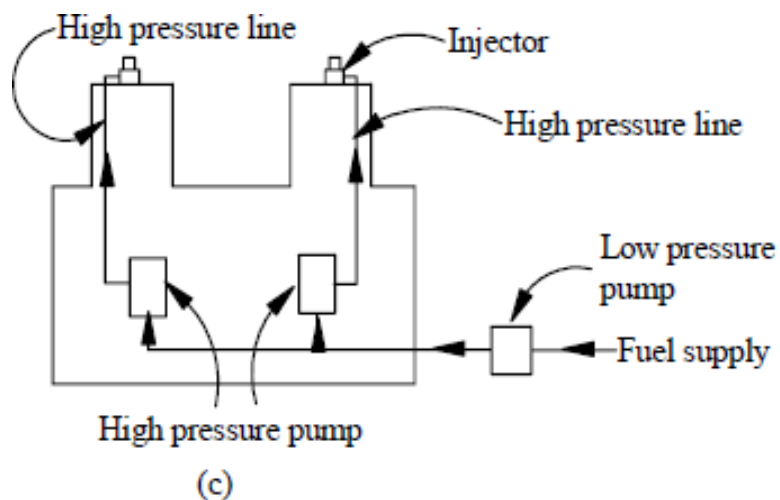 High pressure line
Injector
High pressure line
Low pressure
pump
Fuel supply
High pressure pump
(c)